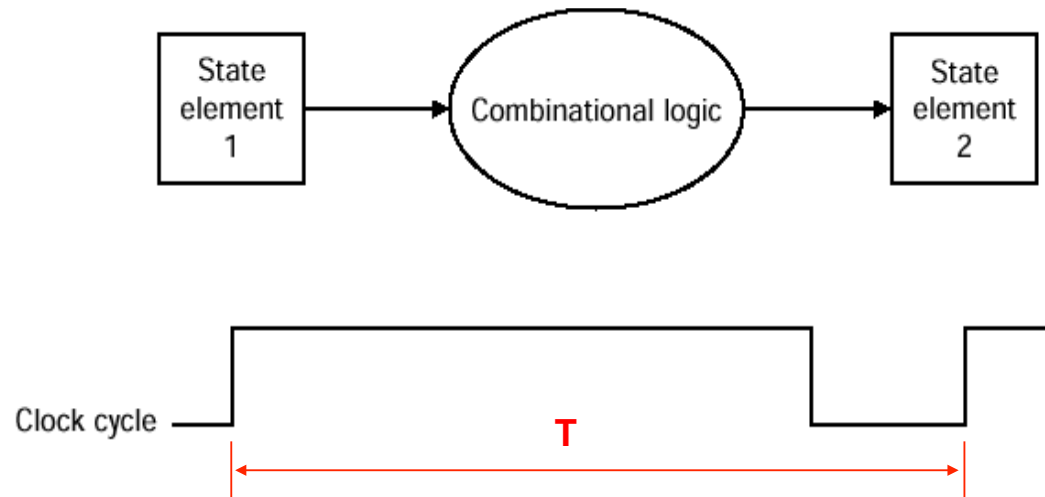 State
element
1
Combinational logic
State
element
2
Clock cycle
T